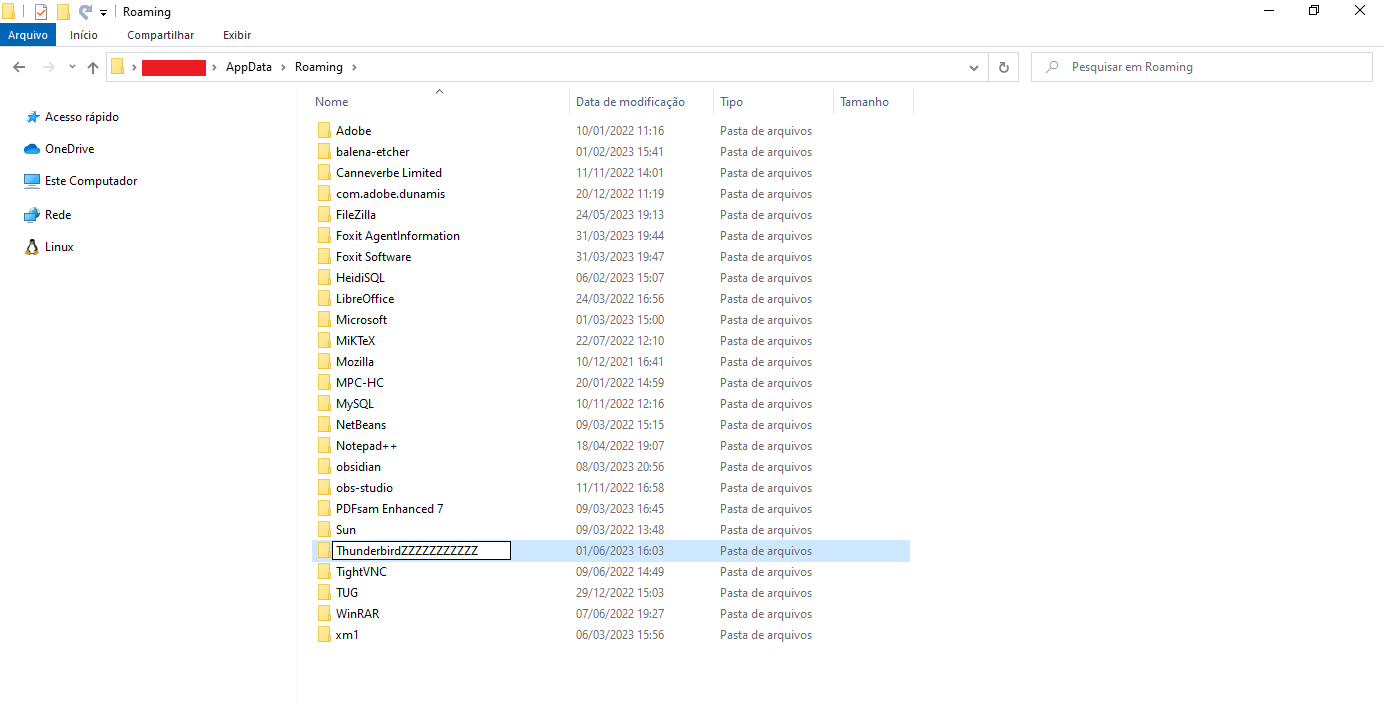 Roaming
Arquivo Início Compartilhar Exibir
AppData Roaming Pesquisar em Roaming
Nome Data de modificação Tipo Tamanho
Acesso rápido
OneDrive
Este Computador
Rede
Linux
Adobe 10/01/2022 11:16 Pasta de arquivos
balena-etcher 01/02/2023 15:41 Pasta de arquivos
Canneverbe Limited 11/11/2022 14:01 Pasta de arquivos
com.adobe.dunamis 20/12/2022 11:19 Pasta de arquivos
FileZilla 24/05/2023 19:13 Pasta de arquivos
Foxit AgentInformation 31/03/2023 19:44 Pasta de arquivos
Foxit Software 31/03/2023 19:47 Pasta de arquivos
HeidiSQL 06/02/2023 15:07 Pasta de arquivos
LibreOffice 24/03/2022 16:56 Pasta de arquivos
Microsoft 01/03/2023 15:00 Pasta de arquivos
MiKTeX 22/07/2022 12:10 Pasta de arquivos
Mozilla 10/12/2021 16:41 Pasta de arquivos
MPC-HC 20/01/2022 14:59 Pasta de arquivos
MySQL 10/11/2022 12:16 Pasta de arquivos
NetBeans 09/03/2022 15:15 Pasta de arquivos
Notepad++ 18/04/2022 19:07 Pasta de arquivos
obsidian 08/03/2023 20:56 Pasta de arquivos
obs-studio 11/11/2022 16:58 Pasta de arquivos
PDFsam Enhanced 7 09/03/2023 16:45 Pasta de arquivos
Sun 09/03/2022 13:48 Pasta de arquivos
ThunderbirdZZZZZZZZZZZ 01/06/2023 16:03 Pasta de arquivos
TightVNC 09/06/2022 14:49 Pasta de arquivos
TUG 29/12/2022 15:03 Pasta de arquivos
WinRAR 07/06/2022 19:27 Pasta de arquivos
xm1 06/03/2023 15:56 Pasta de arquivos